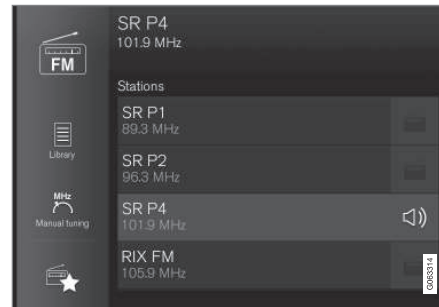 FM
Library
MHz
Manual tuning
SR P4
101.9 MHz
Stations
SR P1
89.3 MHz
SR P2
96.3 MHz
SR P4
101.9 MHz
RIX FM
105.9 MHz
G063314